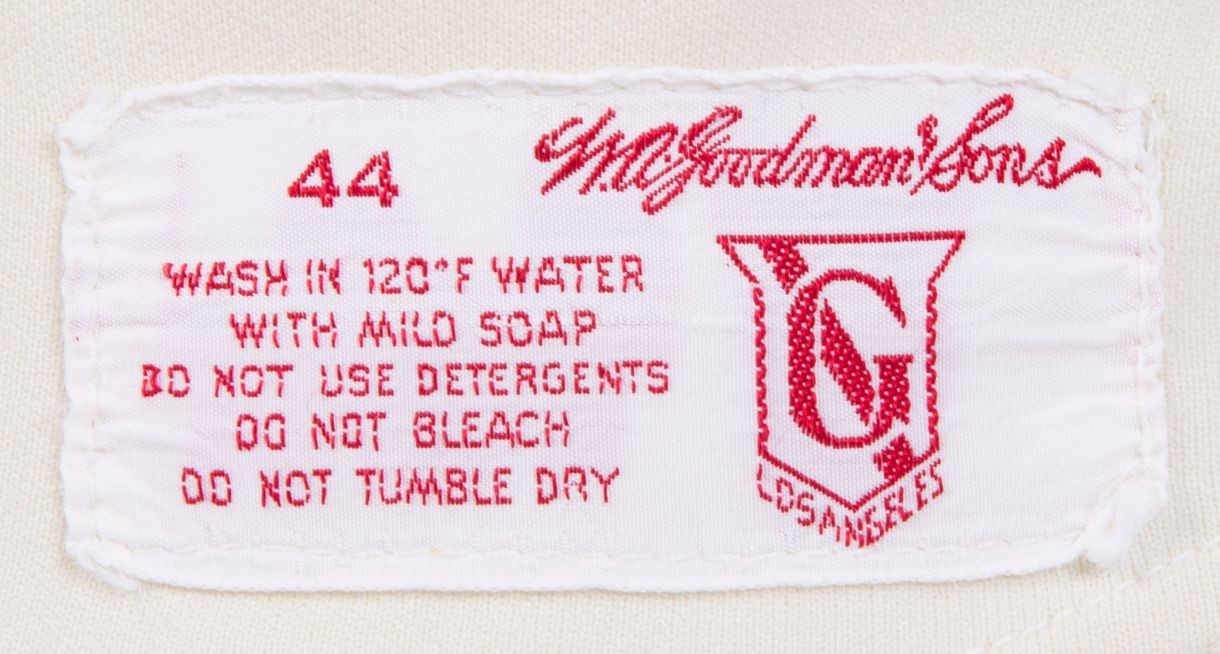 44
Wm. Goodman & Sons
WASH IN 120°F WATER
WITH MILD SOAP
DO NOT USE DETERGENTS
DO NOT BLEACH
DO NOT TUMBLE DRY
G
LOS ANGELES